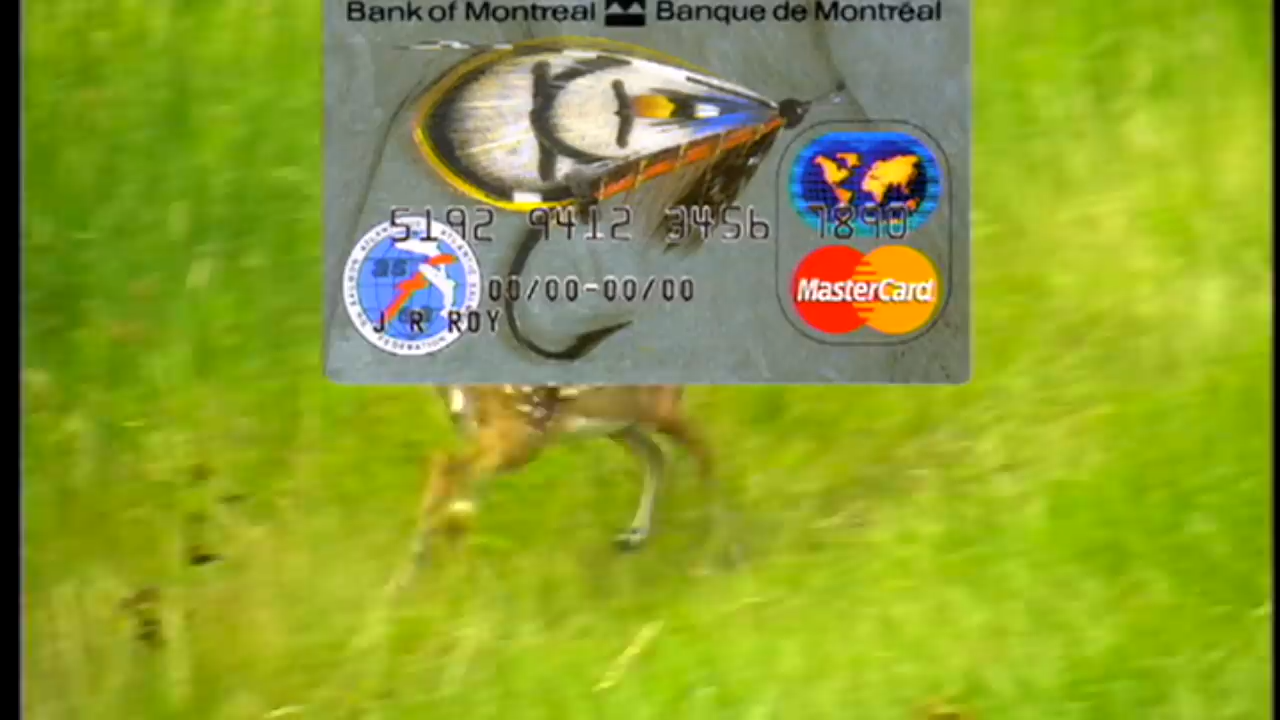 Bank of Montreal Banque de Montréal
5192 9412 3456 7890
MasterCard
00/00-00/00
J R ROY